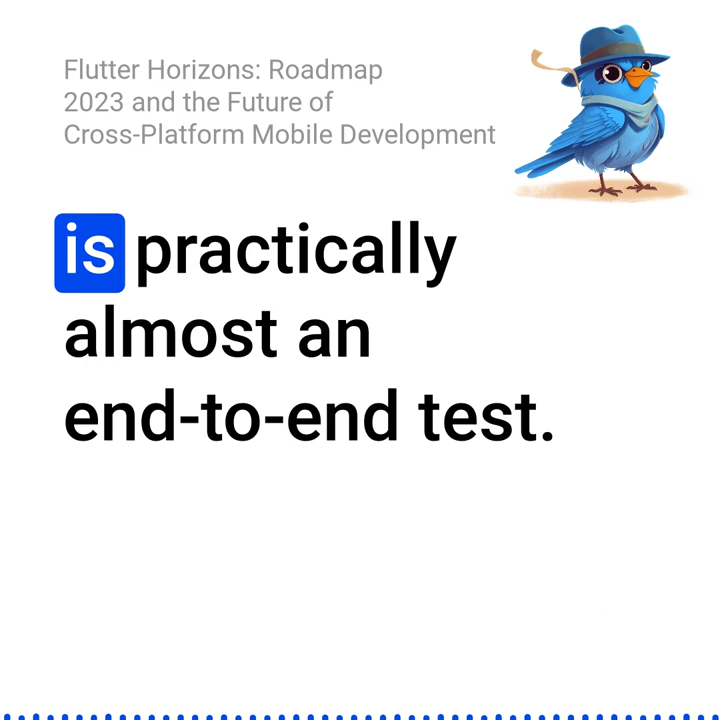 Flutter Horizons: Roadmap
2023 and the Future of
Cross-Platform Mobile Development
is practically
almost an
end-to-end test.